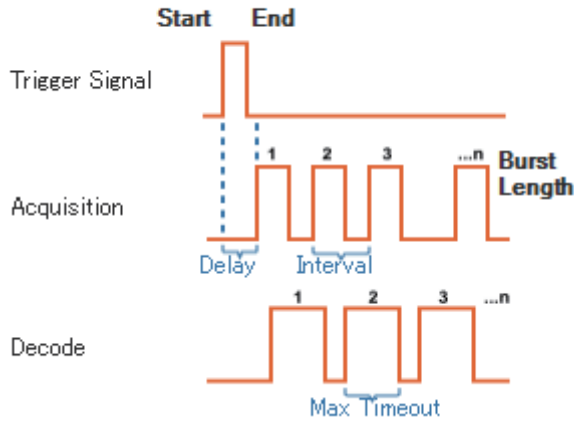 Start End
Trigger Signal
1 2 3 ...n Burst
Length
Acquisition
Delay Interval
1 2 3 ...n
Decode
Max Timeout